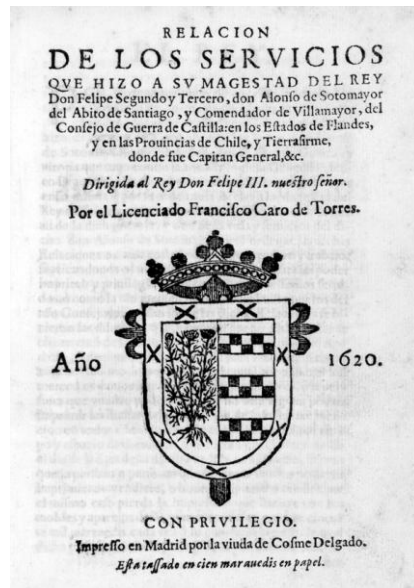 RELACION
DE LOS SERVICIOS
QVE HIZO A SV MAGESTAD DEL REY
Don Felipe Segundo y Tercero, don Alonso de Sotomayor
del Abito de Santiago, y Comendador de Villamayor, del
Consejo de Guerra de Castilla: en los Estados de Flandes,
y en las Prouincias de Chile, y Tierrafirme,
donde fue Capitan General, &c.
Dirigida al Rey Don Felipe III. nuestro señor.
Por el Licenciado Francisco Caro de Torres.
Año 1620.
CON PRIVILEGIO.
Impresso en Madrid por la viuda de Cosme Delgado.
Esta tassado en cien marauedis en papel.